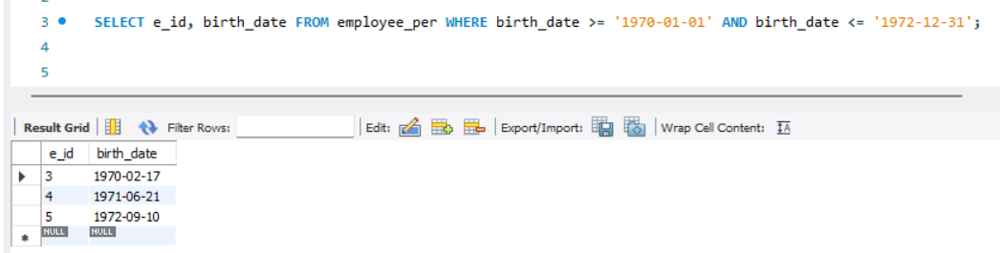 3 SELECT e_id, birth_date FROM employee_per WHERE birth_date >= '1970-01-01' AND birth_date <= '1972-12-31';
4
5
Result Grid Filter Rows: Edit: Export/Import: Wrap Cell Content: IA
e_id birth_date
3 1970-02-17
4 1971-06-21
5 1972-09-10
NULL NULL